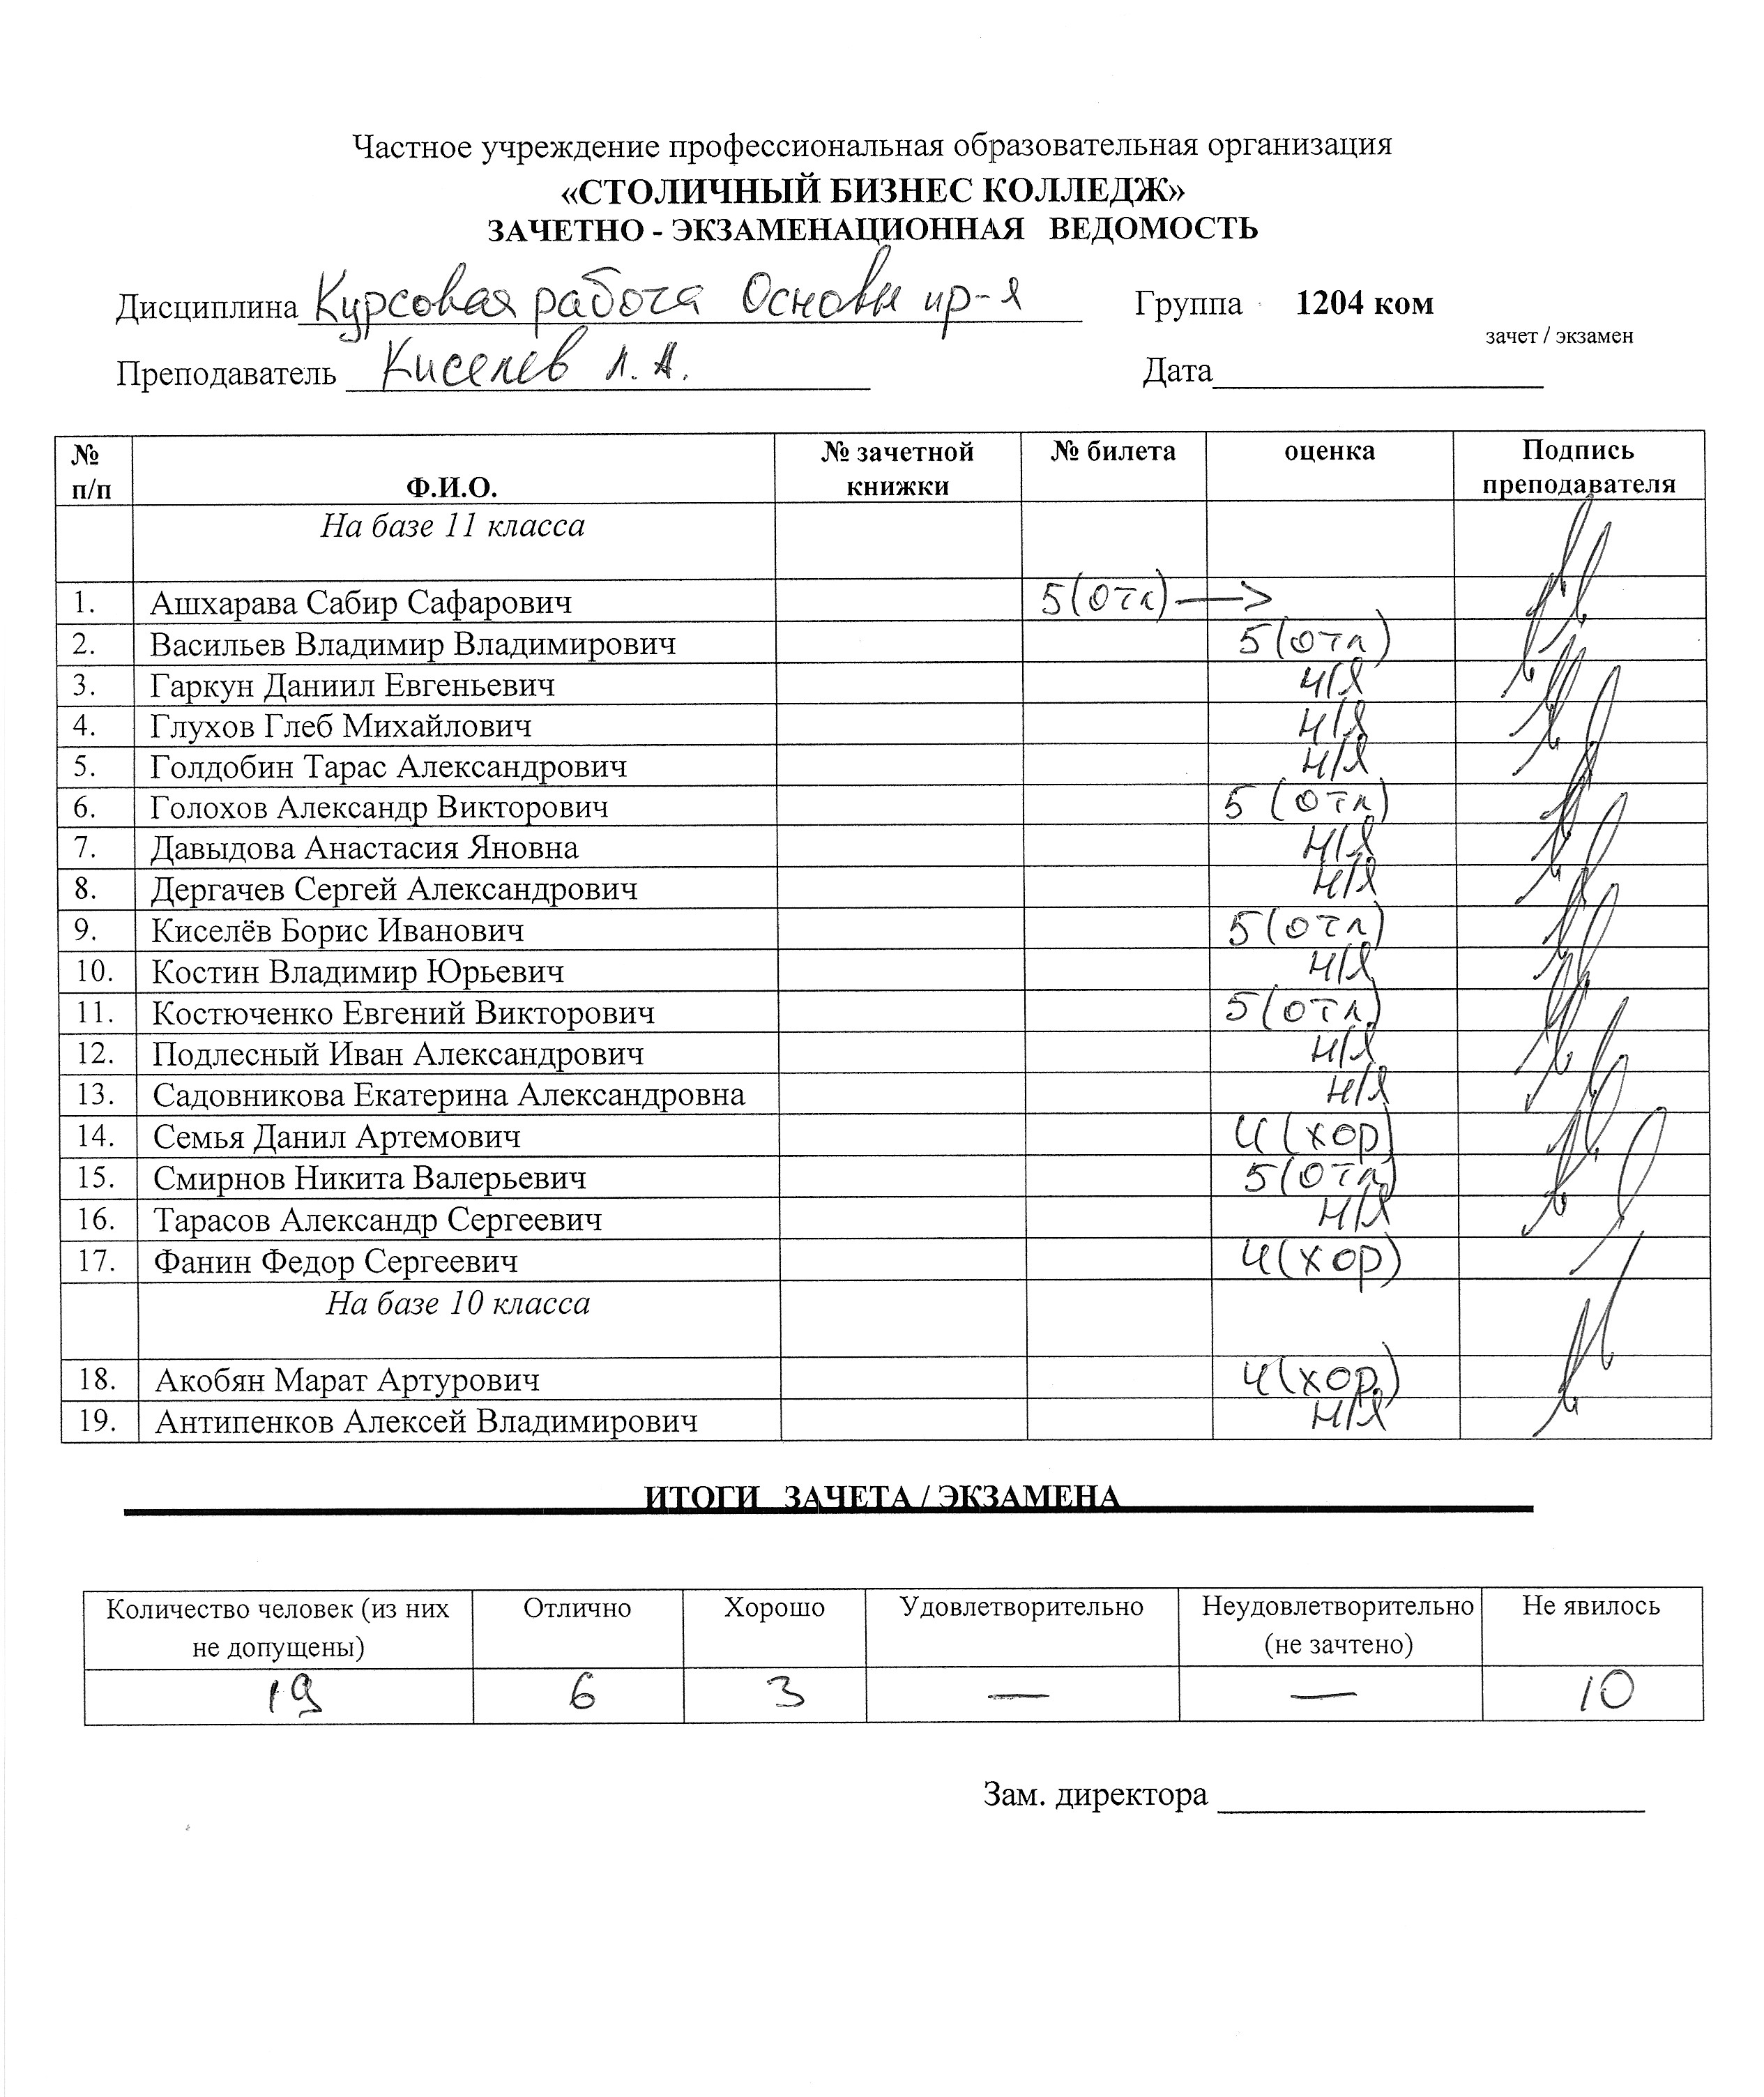 Частное учреждение профессиональная образовательная организация
«СТОЛИЧНЫЙ БИЗНЕС КОЛЛЕДЖ»
ЗАЧЕТНО - ЭКЗАМЕНАЦИОННАЯ ВЕДОМОСТЬ
Дисциплина Курсовая работа Основы пр-я Группа 1204 ком
зачет / экзамен
Преподаватель Киселев Л.А. Дата
№ п/п Ф.И.О. № зачетной книжки № билета оценка Подпись преподавателя
На базе 11 класса
1. Ашхарава Сабир Сафарович 5(отл)
2. Васильев Владимир Владимирович 5(отл)
3. Гаркун Даниил Евгеньевич н/я
4. Глухов Глеб Михайлович н/я
5. Голдобин Тарас Александрович н/я
6. Голохов Александр Викторович 5 (отл)
7. Давыдова Анастасия Яновна н/я
8. Дергачев Сергей Александрович н/я
9. Киселёв Борис Иванович 5(отл)
10. Костин Владимир Юрьевич н/я
11. Костюченко Евгений Викторович 5(отл)
12. Подлесный Иван Александрович н/я
13. Садовникова Екатерина Александровна н/я
14. Семья Данил Артемович 4(хор)
15. Смирнов Никита Валерьевич 5(отл)
16. Тарасов Александр Сергеевич н/я
17. Фанин Федор Сергеевич 4(хор)
На базе 10 класса
18. Акобян Марат Артурович 4(хор)
19. Антипенков Алексей Владимирович н/я
ИТОГИ ЗАЧЕТА / ЭКЗАМЕНА
Количество человек (из них не допущены) Отлично Хорошо Удовлетворительно Неудовлетворительно (не зачтено) Не явилось
19 6 3 — — 10
Зам. директора